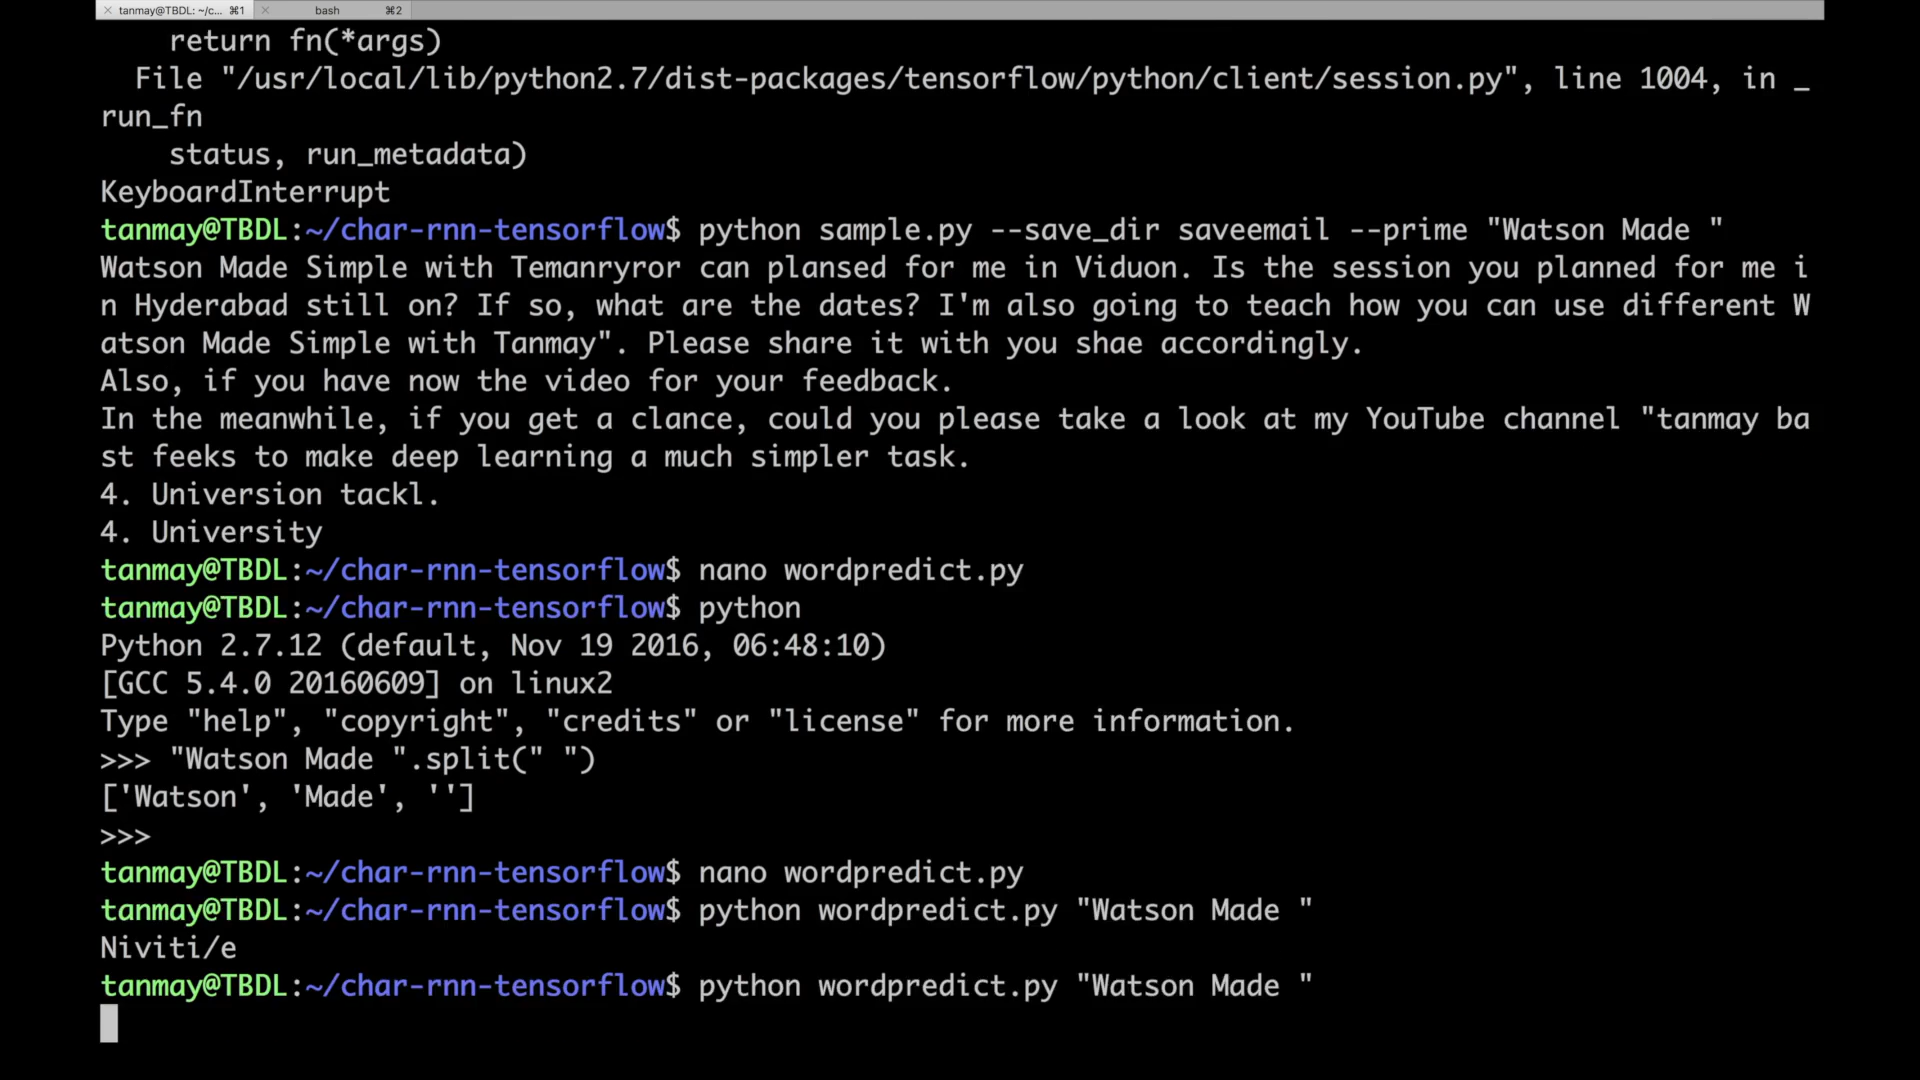 tanmay@TBDL: ~/c... ⌘1 bash ⌘2
return fn(*args)
File "/usr/local/lib/python2.7/dist-packages/tensorflow/python/client/session.py", line 1004, in _
run_fn
status, run_metadata)
KeyboardInterrupt
tanmay@TBDL:~/char-rnn-tensorflow$ python sample.py --save_dir saveemail --prime "Watson Made "
Watson Made Simple with Temanryror can plansed for me in Viduon. Is the session you planned for me i
n Hyderabad still on? If so, what are the dates? I'm also going to teach how you can use different W
atson Made Simple with Tanmay". Please share it with you shae accordingly.
Also, if you have now the video for your feedback.
In the meanwhile, if you get a clance, could you please take a look at my YouTube channel "tanmay ba
st feeks to make deep learning a much simpler task.
4. Universion tackl.
4. University
tanmay@TBDL:~/char-rnn-tensorflow$ nano wordpredict.py
tanmay@TBDL:~/char-rnn-tensorflow$ python
Python 2.7.12 (default, Nov 19 2016, 06:48:10)
[GCC 5.4.0 20160609] on linux2
Type "help", "copyright", "credits" or "license" for more information.
>>> "Watson Made ".split(" ")
['Watson', 'Made', '']
>>>
tanmay@TBDL:~/char-rnn-tensorflow$ nano wordpredict.py
tanmay@TBDL:~/char-rnn-tensorflow$ python wordpredict.py "Watson Made "
Niviti/e
tanmay@TBDL:~/char-rnn-tensorflow$ python wordpredict.py "Watson Made "